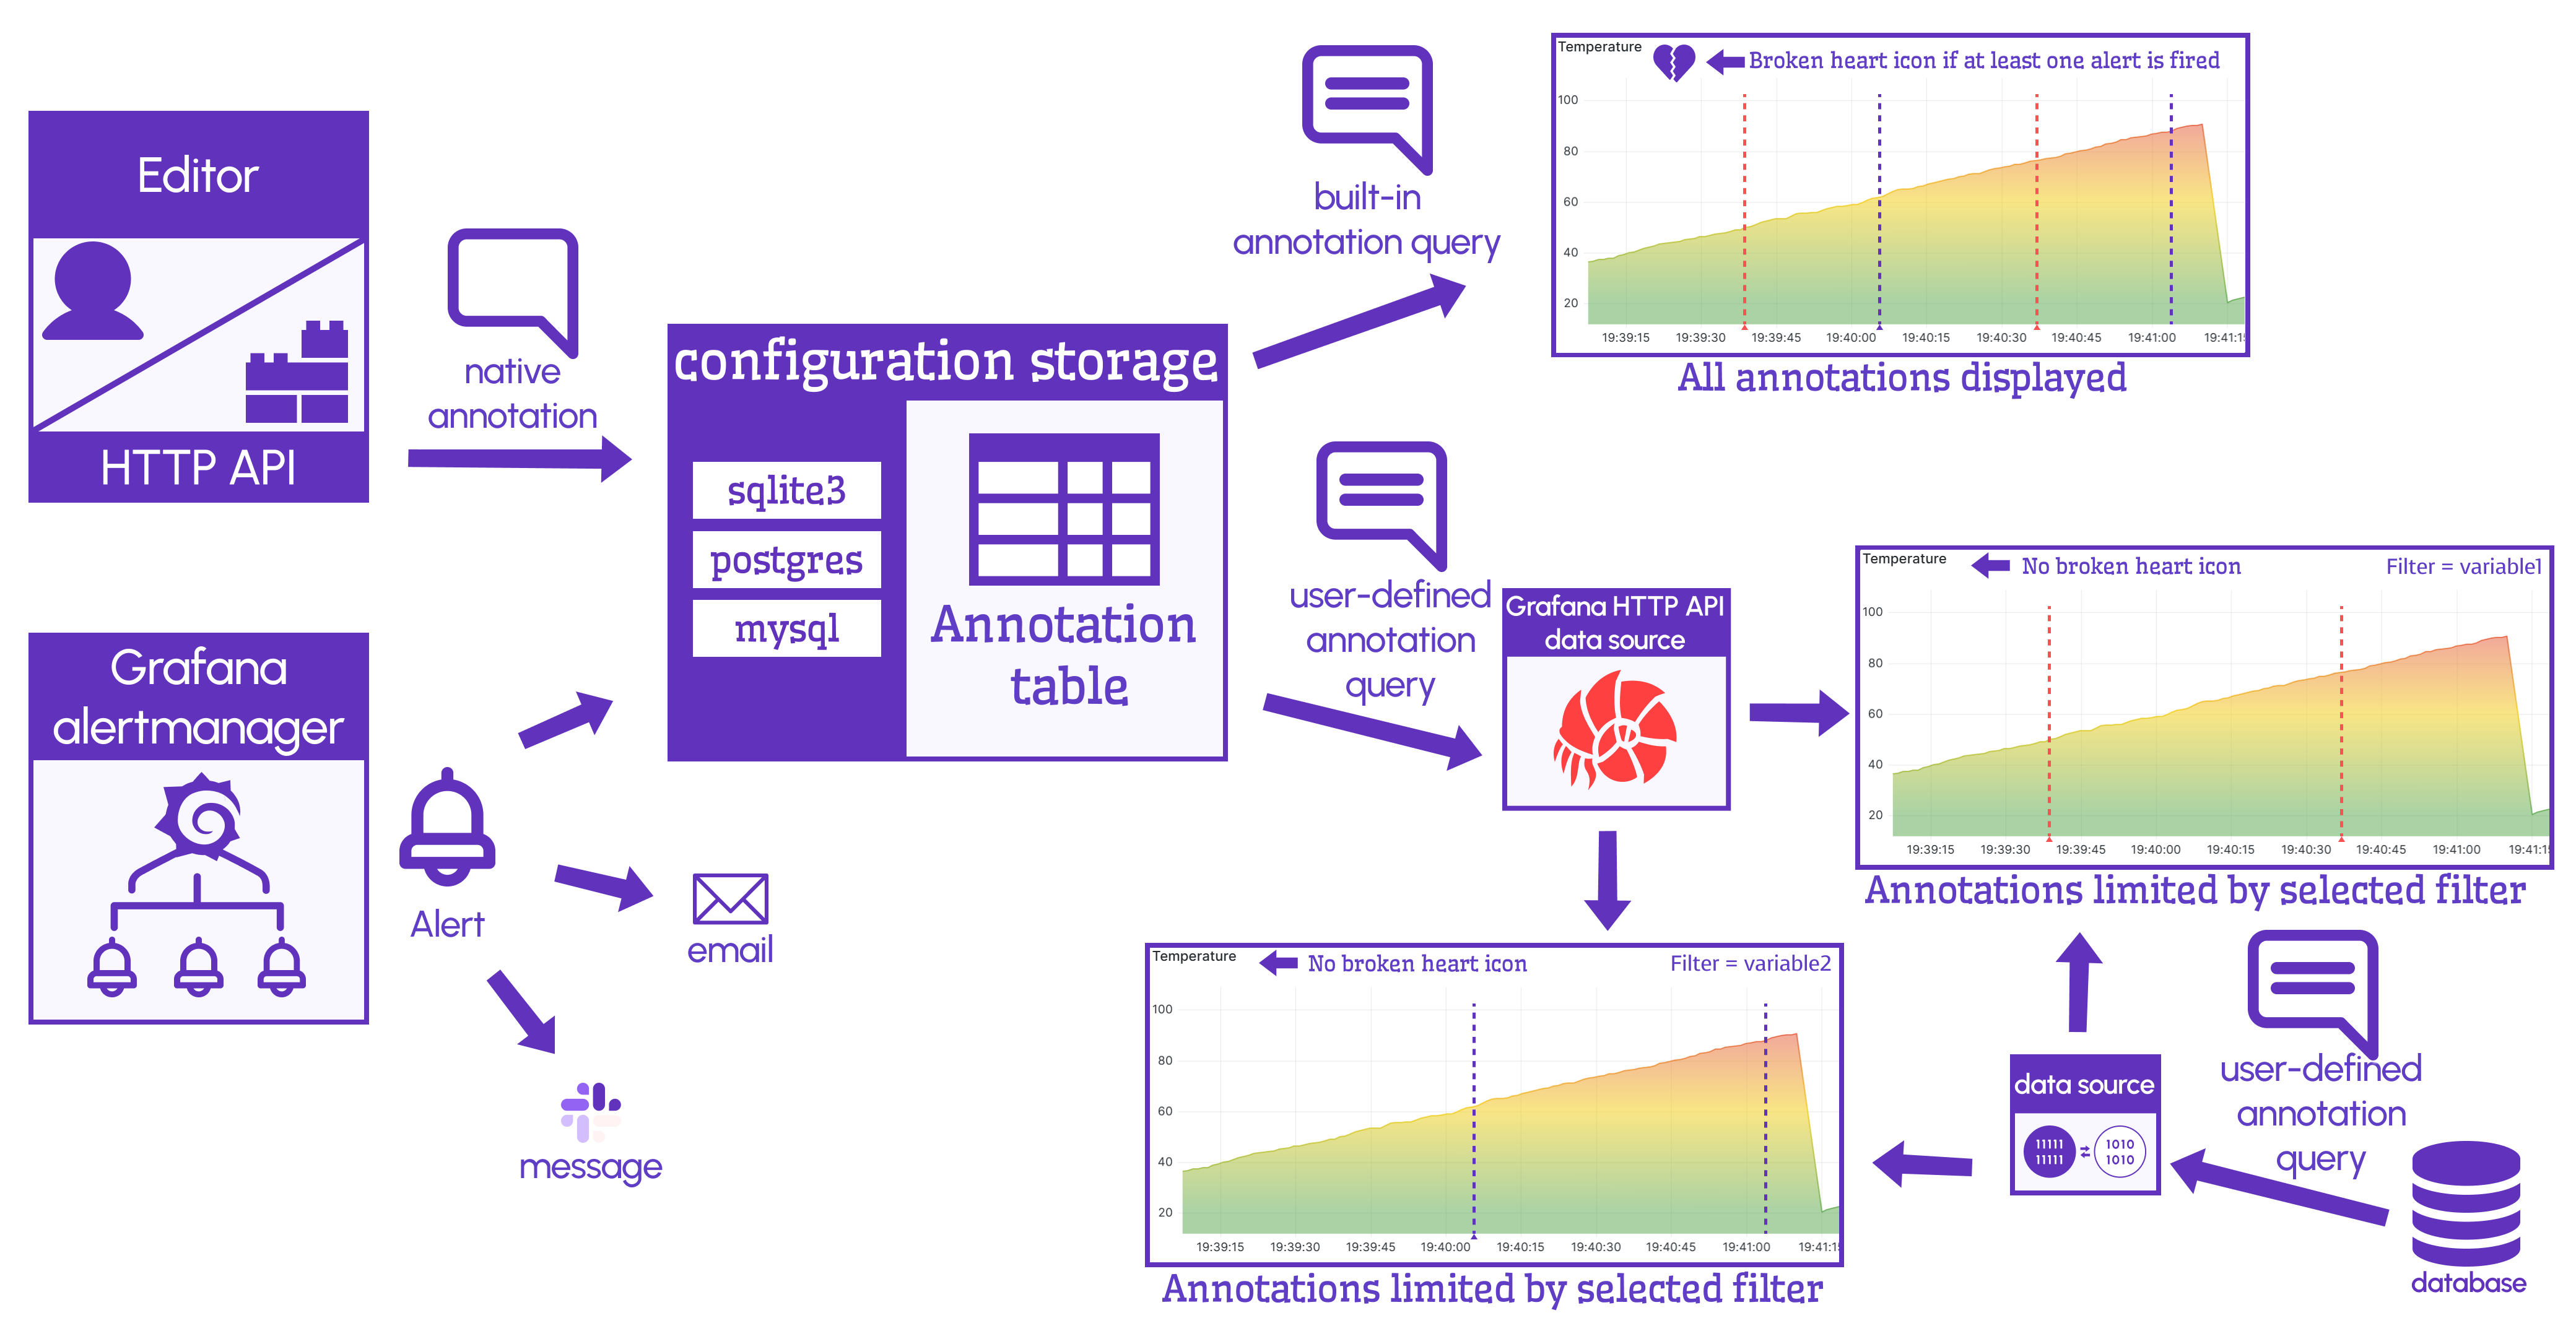 Editor
HTTP API
native
annotation
Grafana
alertmanager
Alert
email
message
configuration storage
sqlite3
postgres
mysql
Annotation
table
built-in
annotation query
Temperature
Broken heart icon if at least one alert is fired
100
80
60
40
20
19:39:15 19:39:30 19:39:45 19:40:00 19:40:15 19:40:30 19:40:45 19:41:00 19:41:15
All annotations displayed
user-defined
annotation
query
Grafana HTTP API
data source
Temperature
No broken heart icon
Filter = variable1
100
80
60
40
20
19:39:15 19:39:30 19:39:45 19:40:00 19:40:15 19:40:30 19:40:45 19:41:00 19:41:15
Annotations limited by selected filter
Temperature
No broken heart icon
Filter = variable2
100
80
60
40
20
19:39:15 19:39:30 19:39:45 19:40:00 19:40:15 19:40:30 19:40:45 19:41:00 19:41:15
Annotations limited by selected filter
data source
11111
11111
1010
1010
user-defined
annotation
query
database